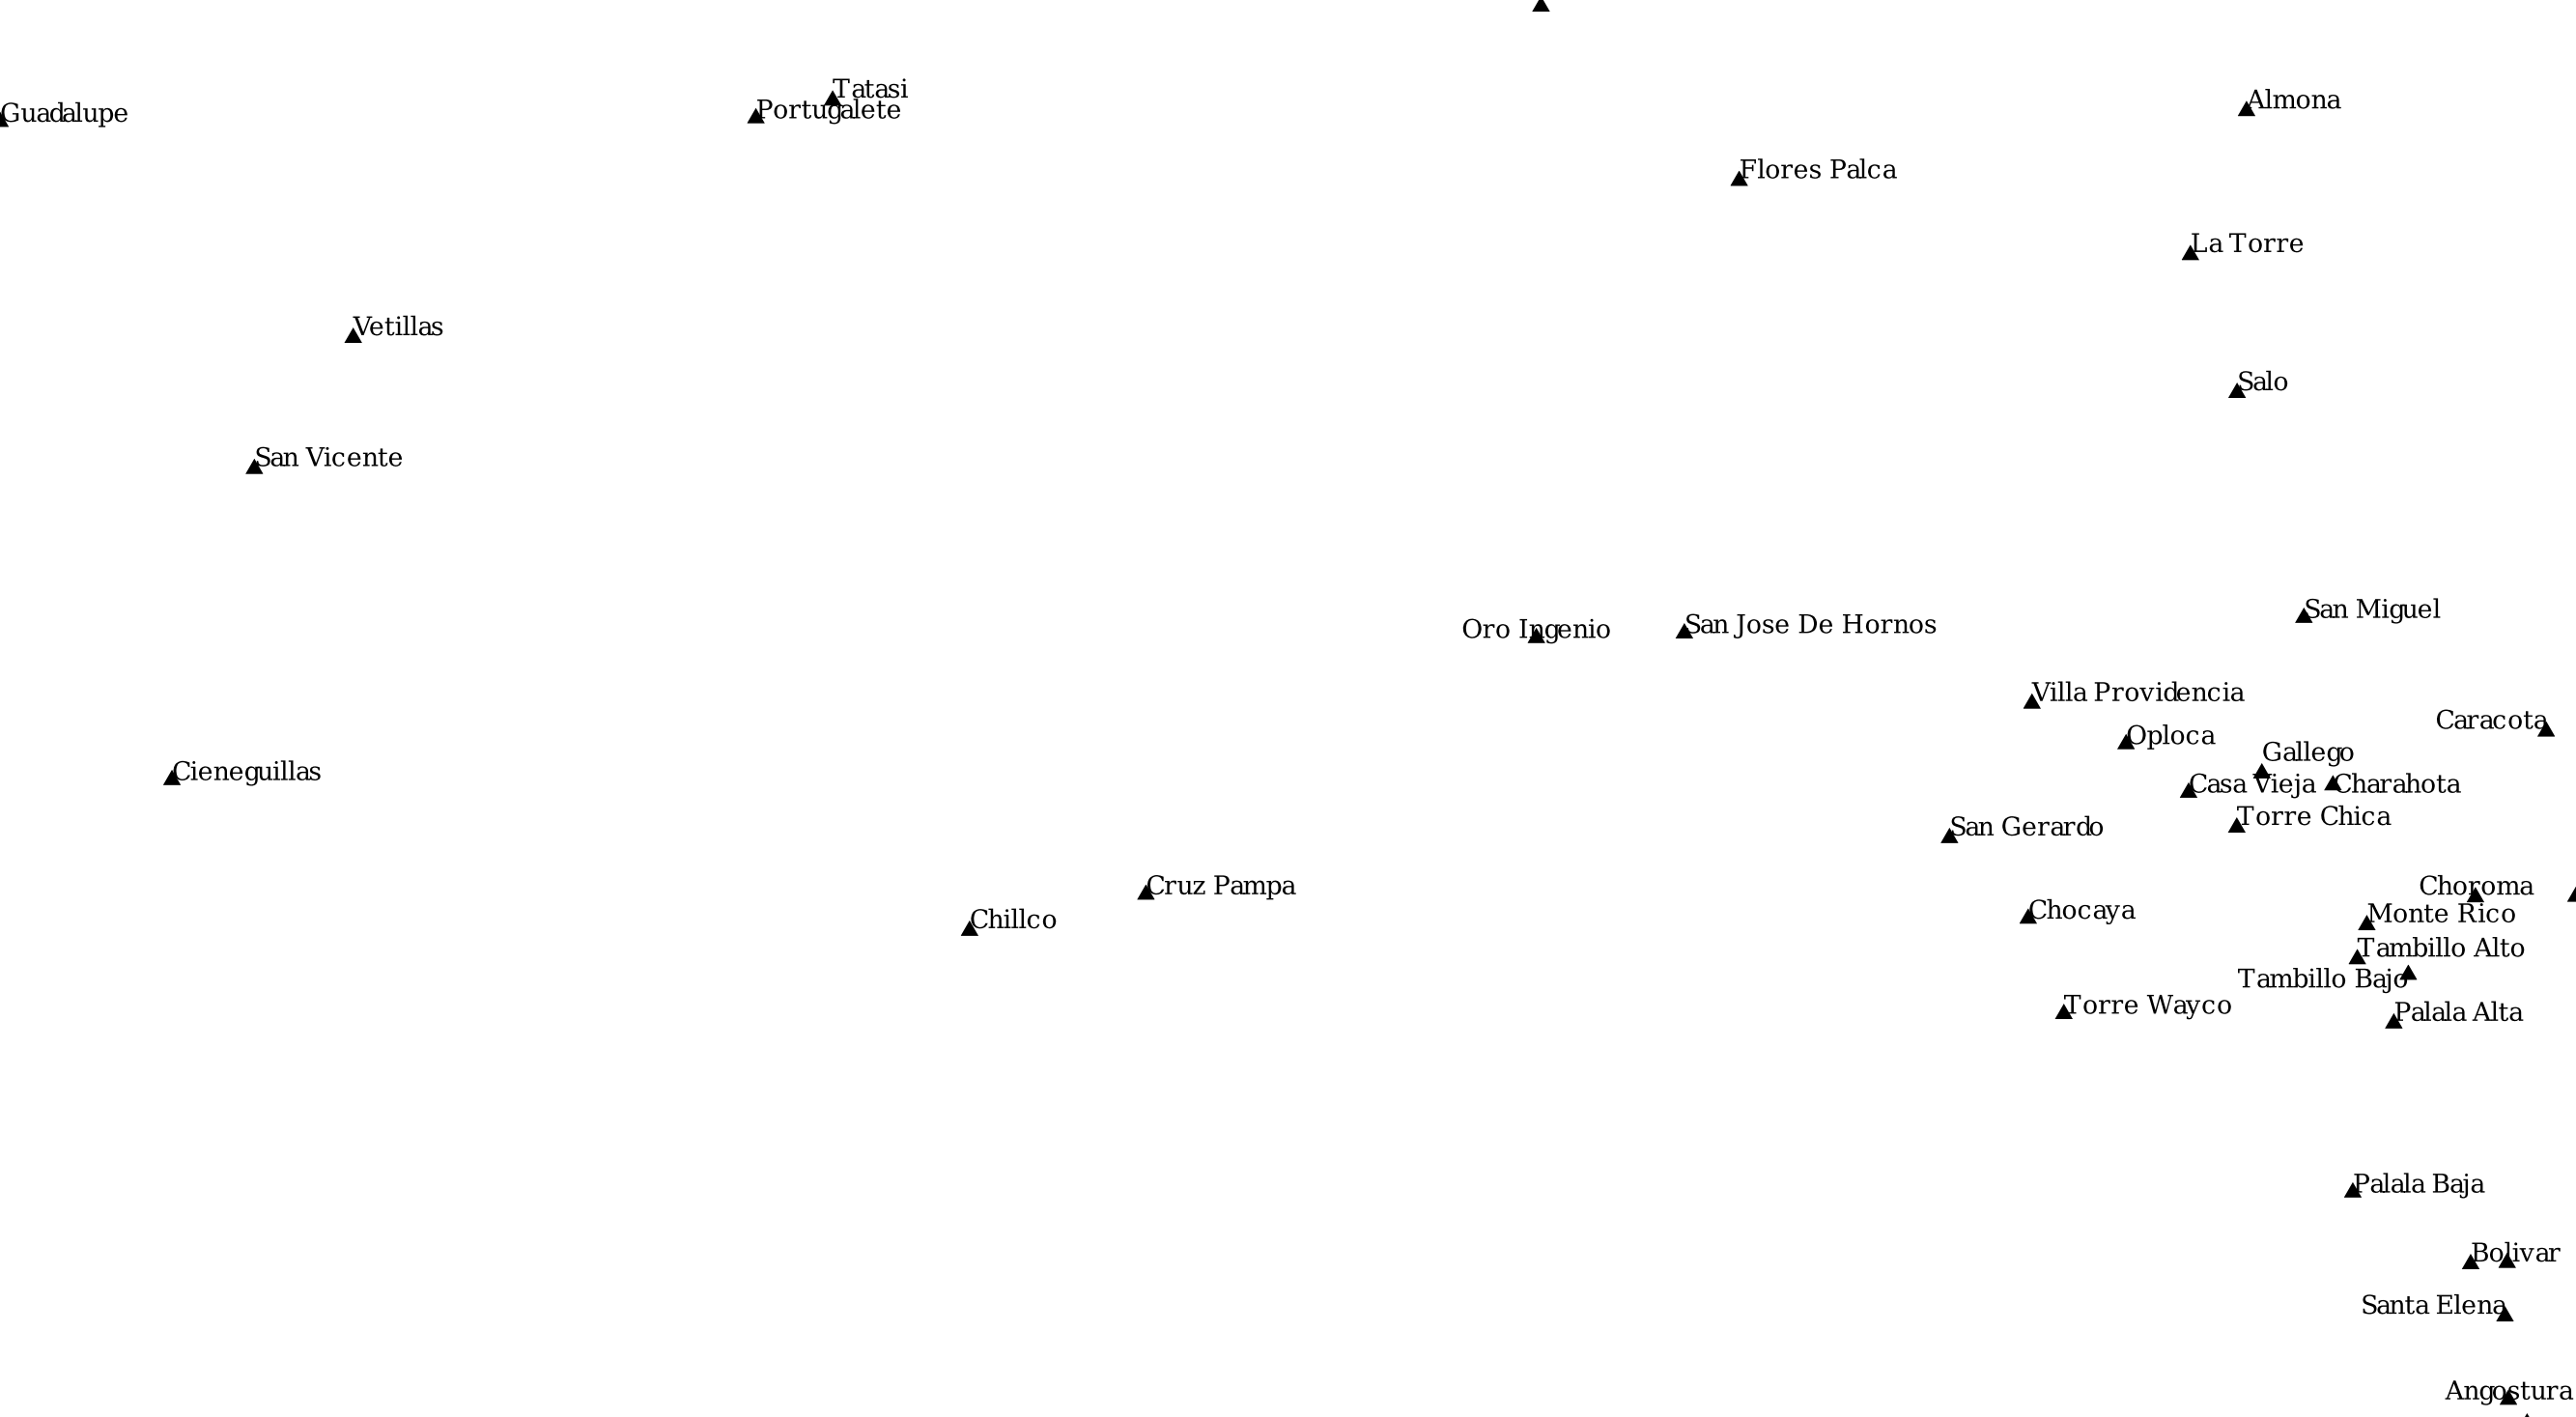 Tatasi
Almona
Portugalete
Guadalupe
Flores Palca
La Torre
Vetillas
Salo
San Vicente
San Miguel
San Jose De Hornos
Oro Ingenio
Villa Providencia
Caracota
Oploca
Gallego
Cieneguillas
Casa Vieja
Charahota
Torre Chica
San Gerardo
Cruz Pampa
Choroma
Chocaya
Monte Rico
Chillco
Tambillo Alto
Tambillo Bajo
Torre Wayco
Palala Alta
Palala Baja
Bolivar
Santa Elena
Angostura